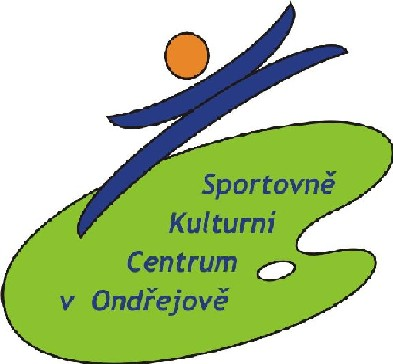 Sportovně
Kulturní
Centrum
v Ondřejově